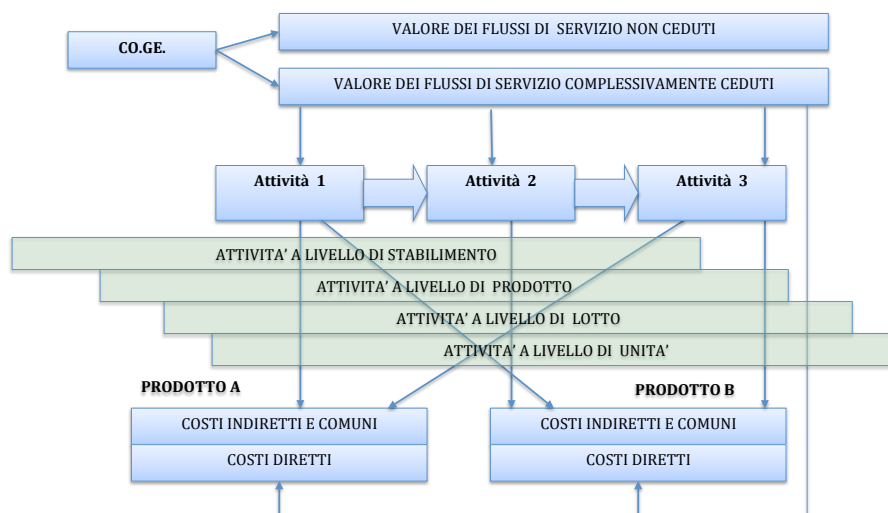 VALORE DEI FLUSSI DI SERVIZIO NON CEDUTI
CO.GE.
VALORE DEI FLUSSI DI SERVIZIO COMPLESSIVAMENTE CEDUTI
Attività 1
Attività 2
Attività 3
ATTIVITA’ A LIVELLO DI STABILIMENTO
ATTIVITA’ A LIVELLO DI PRODOTTO
ATTIVITA’ A LIVELLO DI LOTTO
ATTIVITA’ A LIVELLO DI UNITA’
PRODOTTO A
PRODOTTO B
COSTI INDIRETTI E COMUNI
COSTI INDIRETTI E COMUNI
COSTI DIRETTI
COSTI DIRETTI